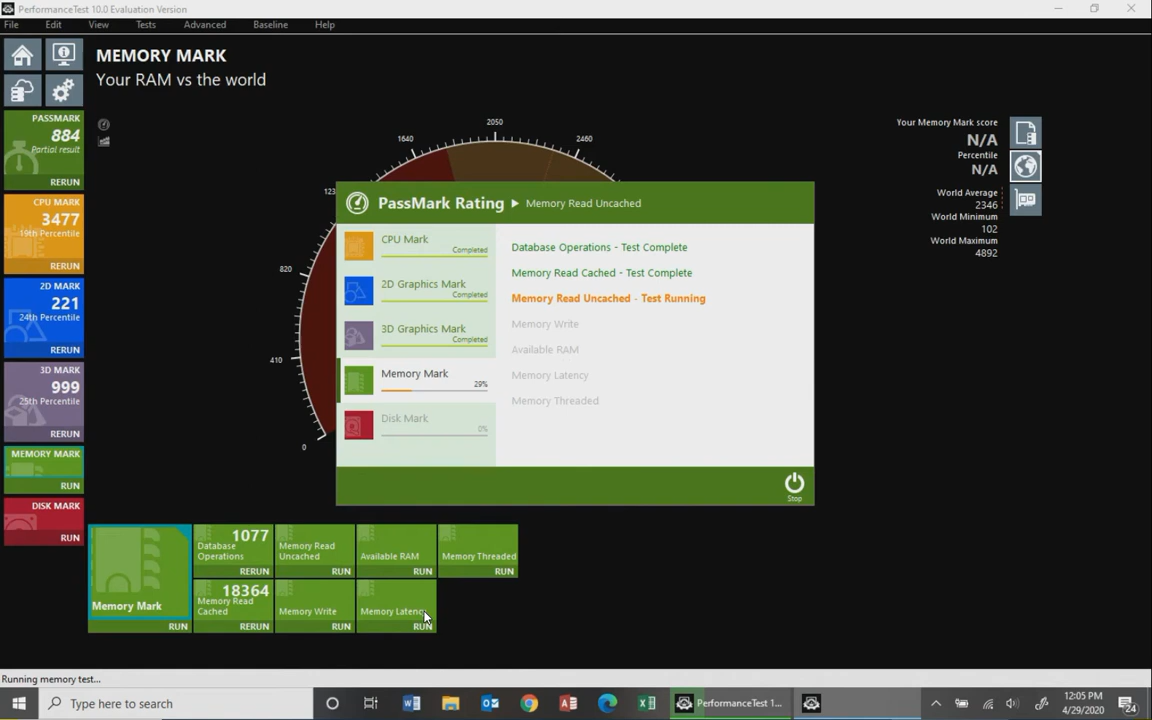 PerformanceTest 10.0 Evaluation Version
File Edit View Tests Advanced Baseline Help
MEMORY MARK
Your RAM vs the world
PASSMARK
884
Partial result
RERUN
CPU MARK
3477
19th Percentile
RERUN
2D MARK
221
24th Percentile
RERUN
3D MARK
999
25th Percentile
RERUN
MEMORY MARK
RUN
DISK MARK
RUN
0
410
820
1640
2050
2460
Your Memory Mark score
N/A
Percentile
N/A
World Average
2346
World Minimum
102
World Maximum
4892
PassMark Rating ▶ Memory Read Uncached
CPU Mark
Completed
2D Graphics Mark
Completed
3D Graphics Mark
Completed
Memory Mark
29%
Disk Mark
0%
Database Operations - Test Complete
Memory Read Cached - Test Complete
Memory Read Uncached - Test Running
Memory Write
Available RAM
Memory Latency
Memory Threaded
Stop
Memory Mark
RUN
1077
Database
Operations
RERUN
Memory Read
Uncached
RUN
Available RAM
RUN
Memory Threaded
RUN
18364
Memory Read
Cached
RERUN
Memory Write
RUN
Memory Latency
RUN
Running memory test...
Type here to search
PerformanceTest 1...
12:05 PM
4/29/2020
24